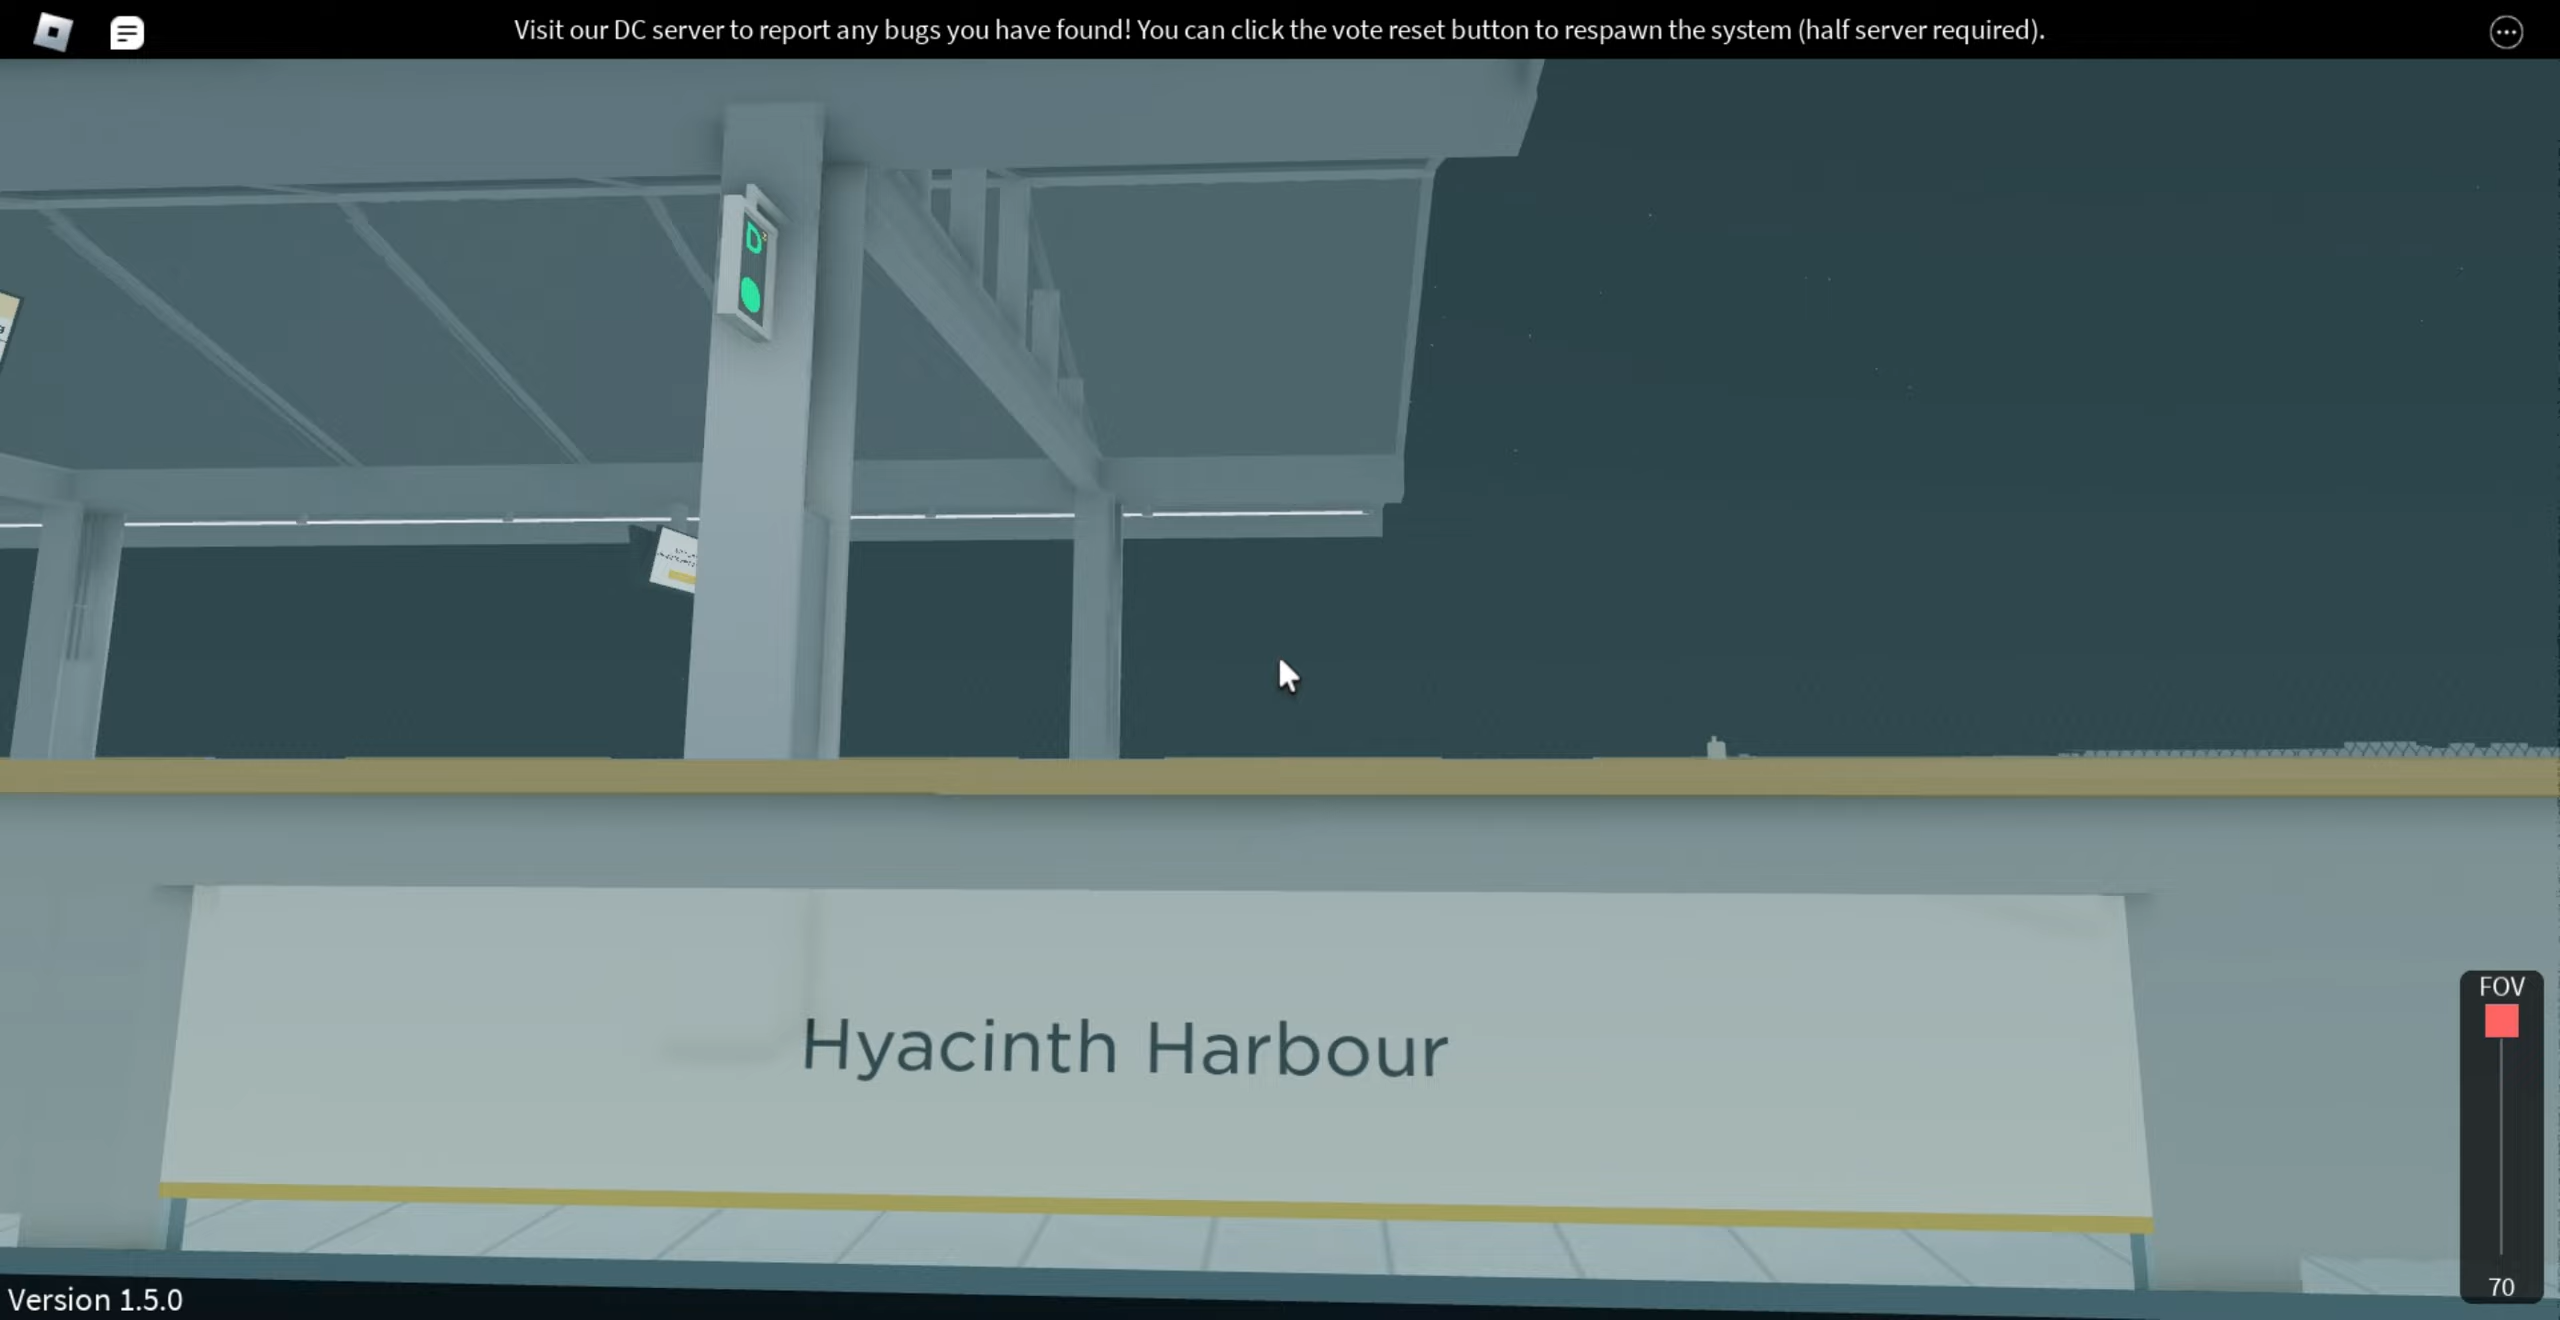 Visit our DC server to report any bugs you have found! You can click the vote reset button to respawn the system (half server required).
D
Hyacinth Harbour
FOV
70
Version 1.5.0